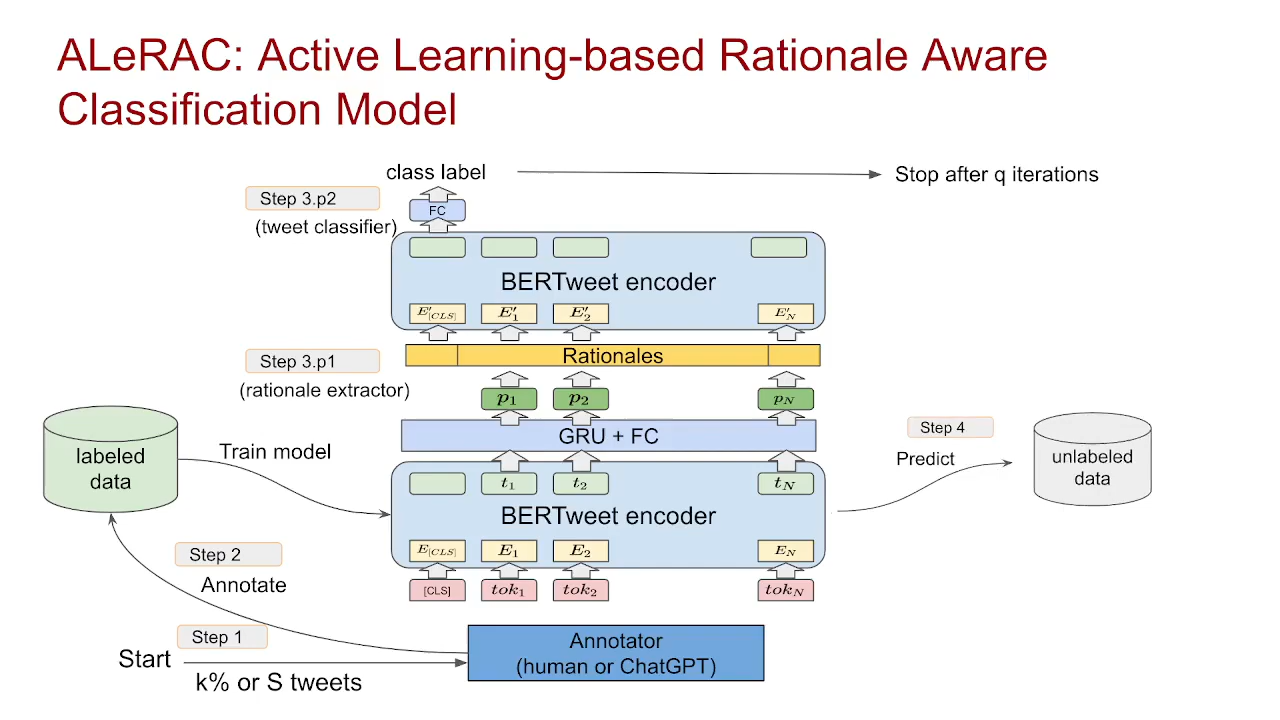 ALeRAC: Active Learning-based Rationale Aware
Classification Model
class label
Stop after q iterations
Step 3.p2
FC
(tweet classifier)
BERTweet encoder
E'[CLS] E'1 E'2 E'N
Step 3.p1
Rationales
(rationale extractor)
p1 p2 pN
GRU + FC
Step 4
labeled
data
Train model
Predict
unlabeled
data
t1 t2 tN
BERTweet encoder
Step 2
E[CLS] E1 E2 EN
Annotate
[CLS] tok1 tok2 tokN
Step 1
Start
k% or S tweets
Annotator
(human or ChatGPT)